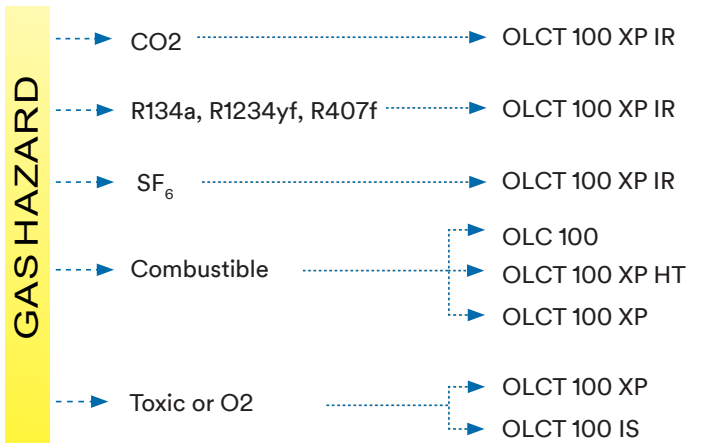 GAS HAZARD
CO2 OLCT 100 XP IR
R134a, R1234yf, R407f OLCT 100 XP IR
SF₆ OLCT 100 XP IR
OLC 100
Combustible OLCT 100 XP HT
OLCT 100 XP
OLCT 100 XP
Toxic or O2
OLCT 100 IS